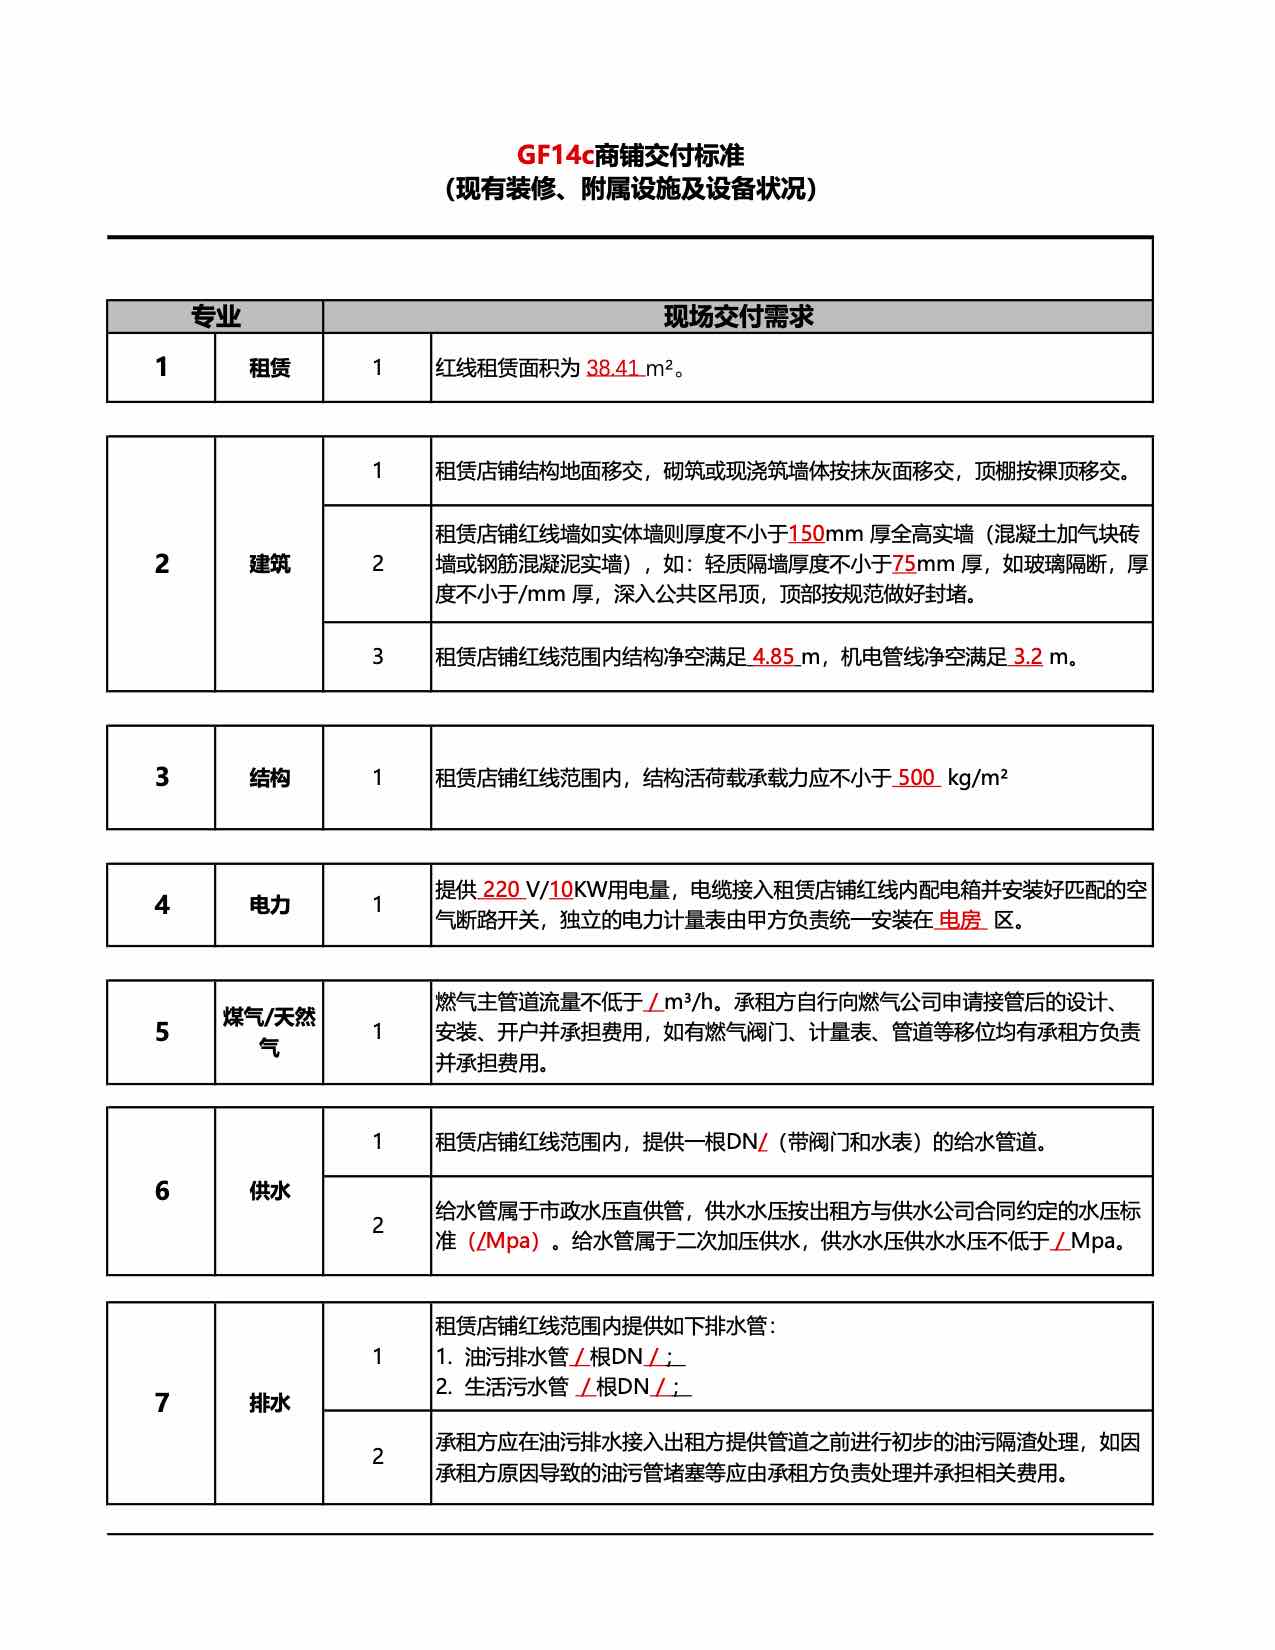 GF14c商铺交付标准
（现有装修、附属设施及设备状况）
专业 现场交付需求
1 租赁 1 红线租赁面积为 38.41 m²。
1 租赁店铺结构地面移交，砌筑或现浇筑墙体按抹灰面移交，顶棚按裸顶移交。
租赁店铺红线墙如实体墙则厚度不小于150mm 厚全高实墙（混凝土加气块砖
2 建筑 2 墙或钢筋混凝泥实墙），如：轻质隔墙厚度不小于75mm 厚，如玻璃隔断，厚
度不小于/mm 厚，深入公共区吊顶，顶部按规范做好封堵。
3 租赁店铺红线范围内结构净空满足 4.85 m，机电管线净空满足 3.2 m。
3 结构 1 租赁店铺红线范围内，结构活荷载承载力应不小于 500 kg/m²
提供 220 V/10KW用电量，电缆接入租赁店铺红线内配电箱并安装好匹配的空
4 电力 1 气断路开关，独立的电力计量表由甲方负责统一安装在 电房 区。
燃气主管道流量不低于 / m³/h。承租方自行向燃气公司申请接管后的设计、
5 煤气/天然
气 1 安装、开户并承担费用，如有燃气阀门、计量表、管道等移位均有承租方负责
并承担费用。
1 租赁店铺红线范围内，提供一根DN/（带阀门和水表）的给水管道。
6 供水
2 给水管属于市政水压直供管，供水水压按出租方与供水公司合同约定的水压标
准（/Mpa）。给水管属于二次加压供水，供水水压供水水压不低于 / Mpa。
租赁店铺红线范围内提供如下排水管：
1 1. 油污排水管 / 根DN / ；
2. 生活污水管 / 根DN / ；
7 排水
2 承租方应在油污排水接入出租方提供管道之前进行初步的油污隔渣处理，如因
承租方原因导致的油污管堵塞等应由承租方负责处理并承担相关费用。